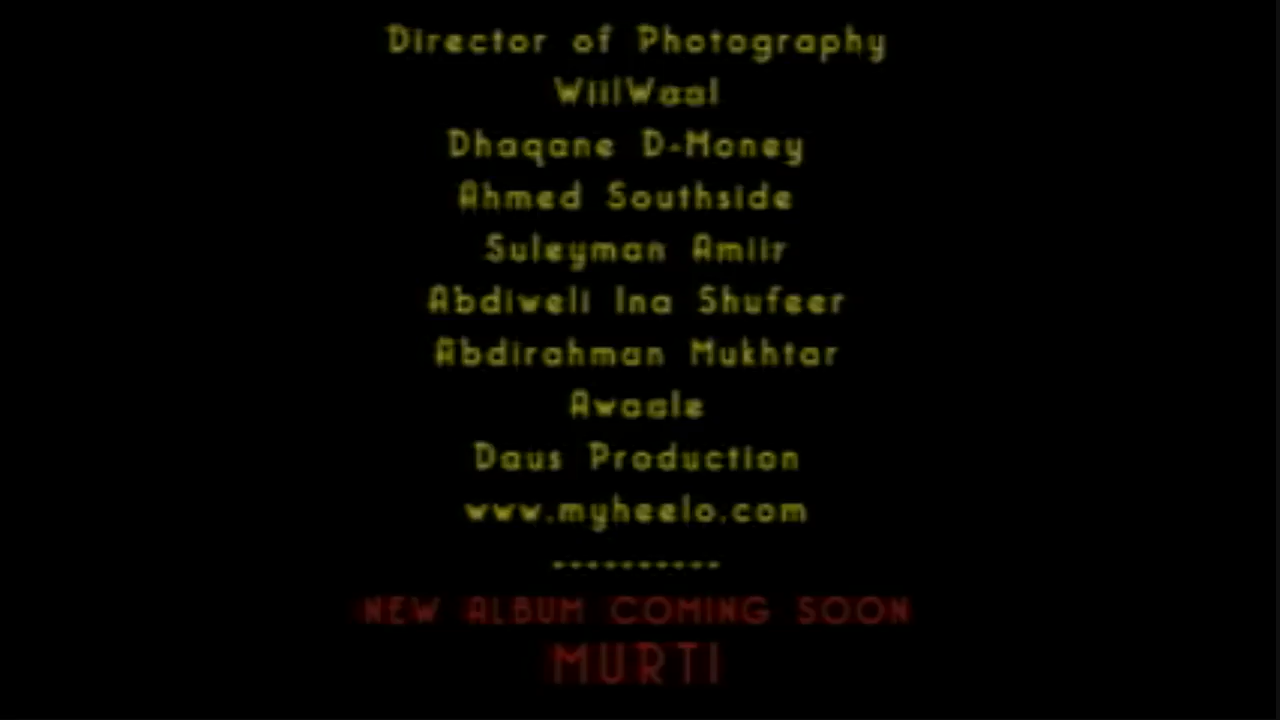 Director of Photography
WiilWaal
Dhaqane D-Money
Ahmed Southside
Suleyman Amiir
Abdiweli Ina Shufeer
Abdirahman Mukhtar
Awaale
Daus Production
www.myheelo.com
----------
NEW ALBUM COMING SOON
MURTI